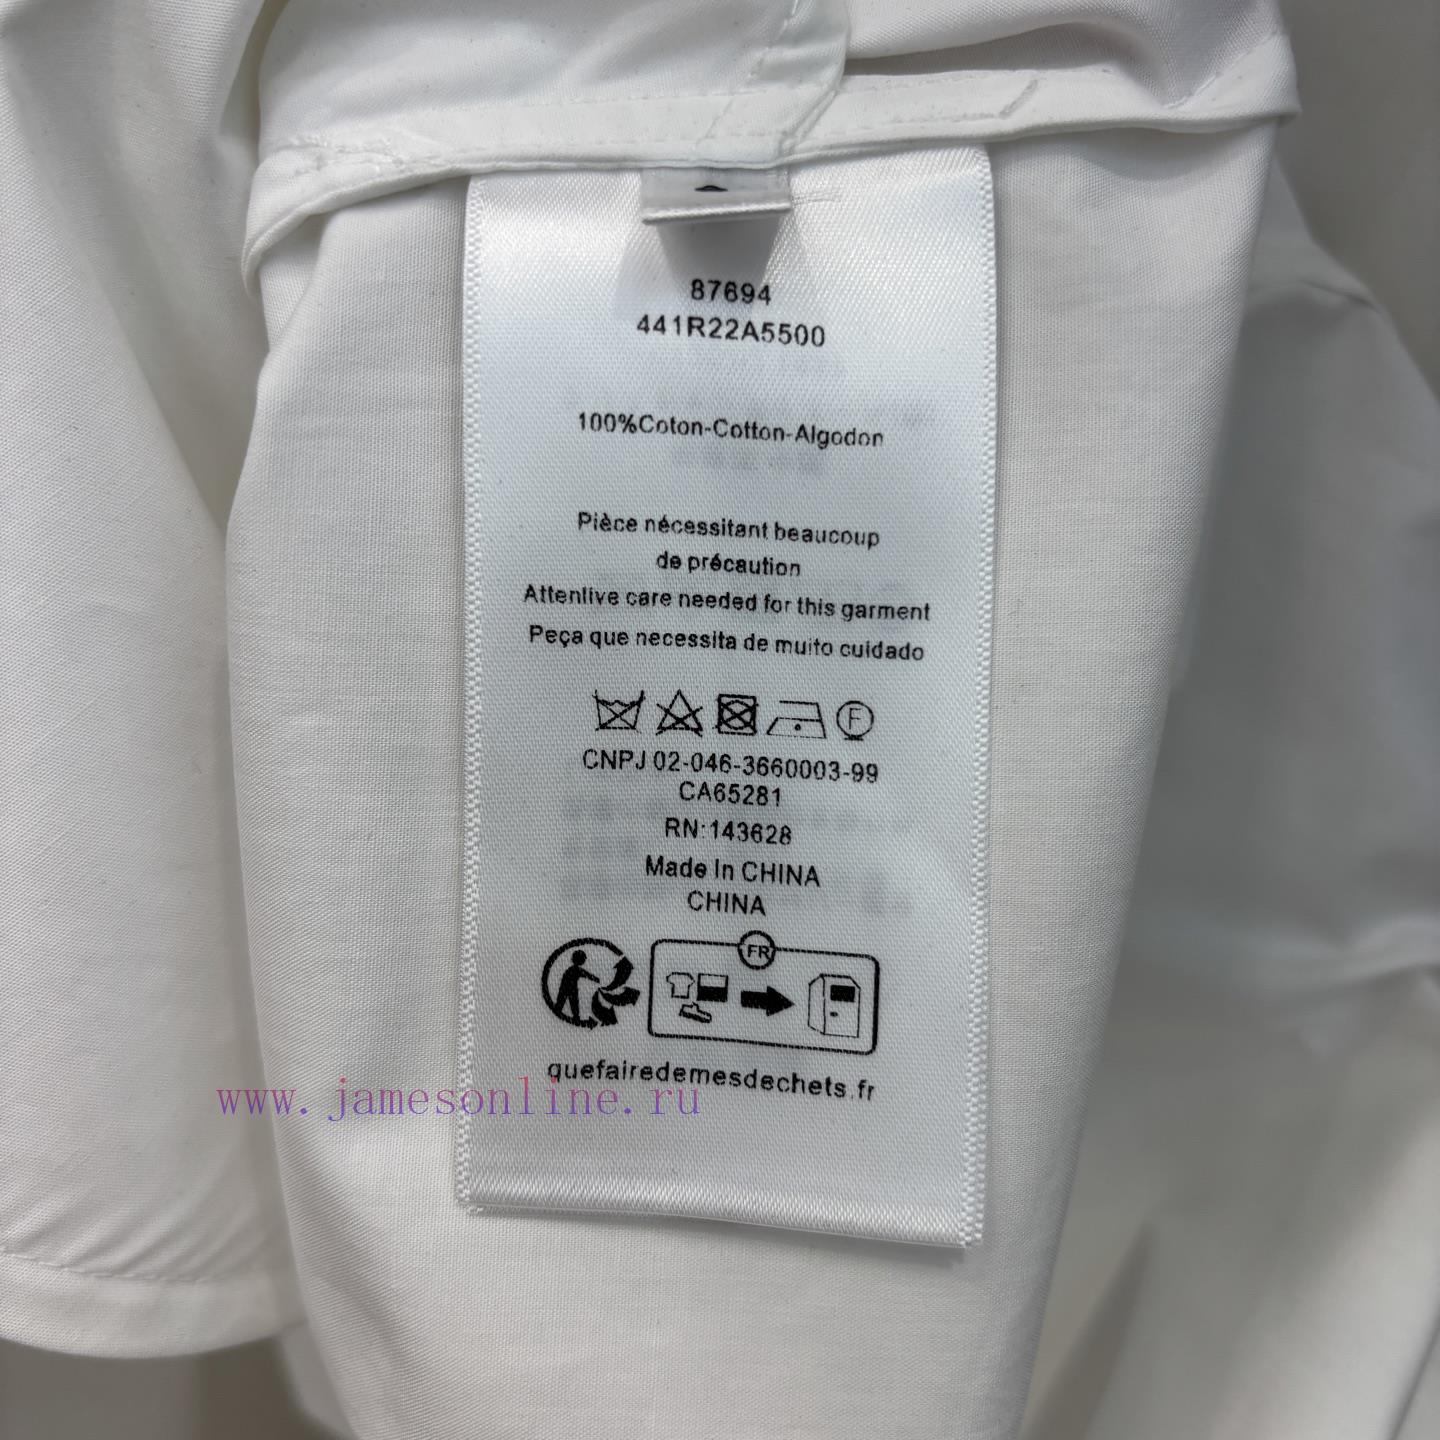 87694
441R22A5500
100%Coton-Cotton-Algodon
Pièce nécessitant beaucoup
de précaution
Attenlive care needed for this garment
Peça que necessita de muito cuidado
F
CNPJ 02-046-3660003-99
CA65281
RN:143628
Made In CHINA
CHINA
FR
quefairedemesdechets.fr
www.jamesonline.ru